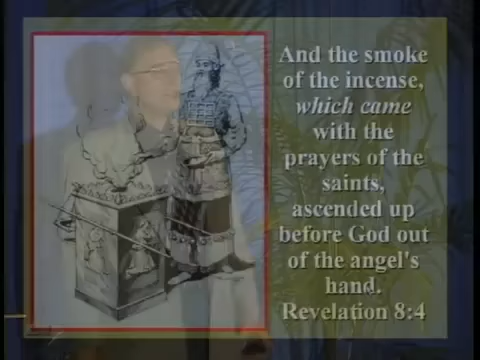 And the smoke
of the incense,
which came
with the
prayers of the
saints,
ascended up
before God out
of the angel's
hand.
Revelation 8:4